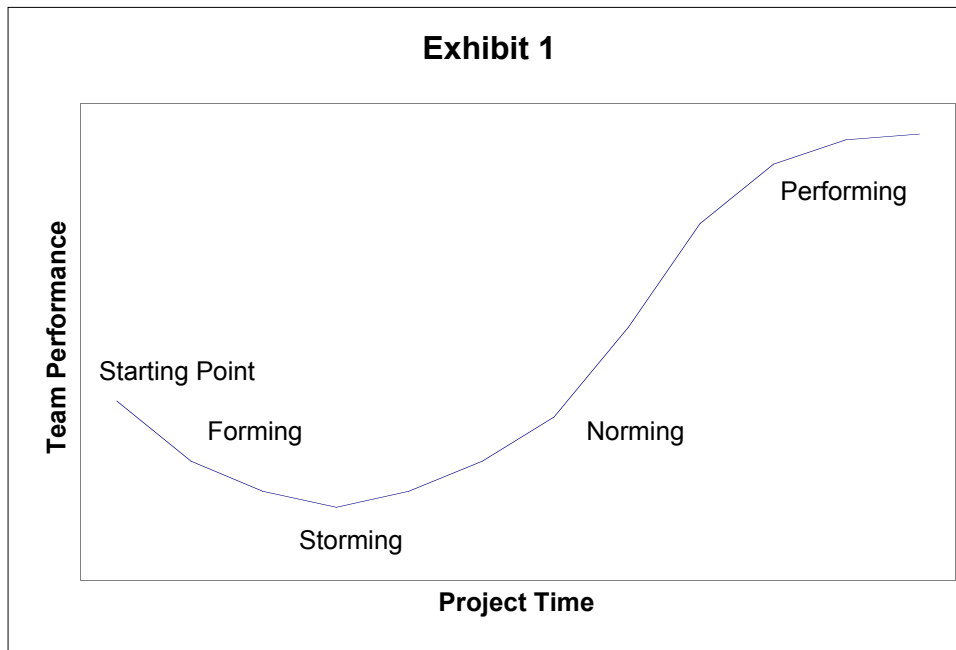 Exhibit 1
Team Performance
Starting Point
Forming
Storming
Norming
Performing
Project Time